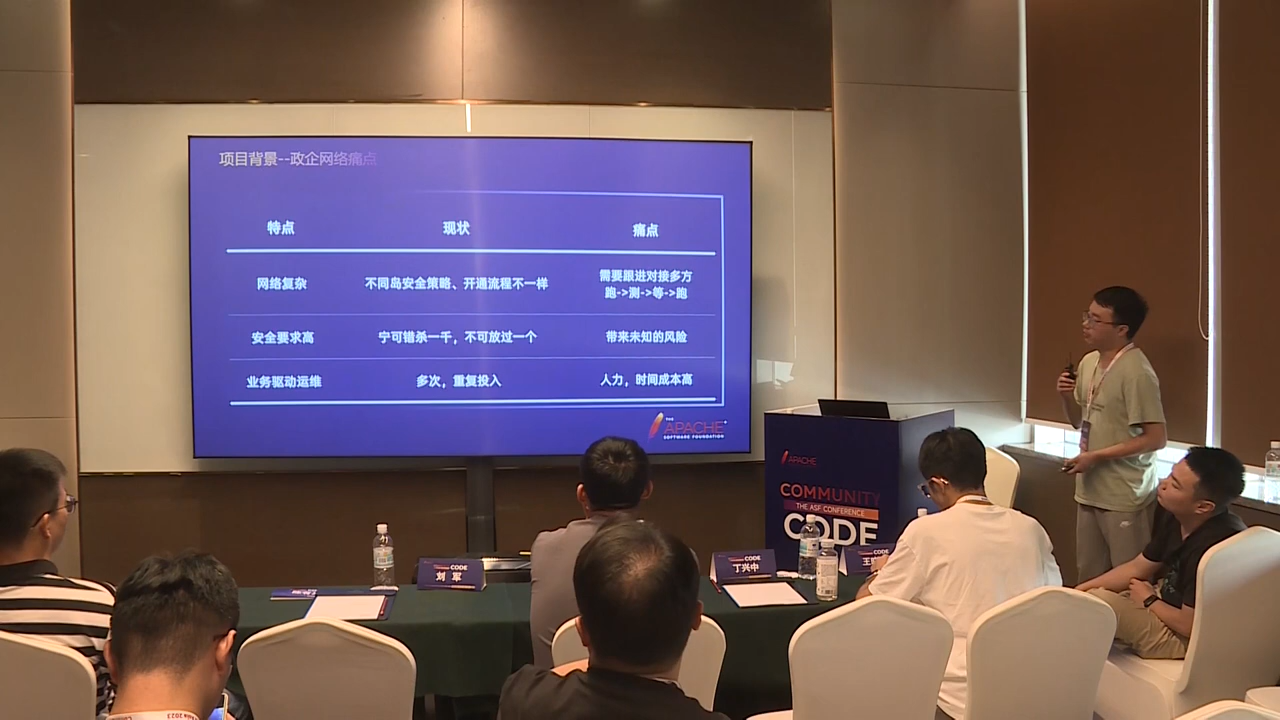 项目背景--政企网络痛点
特点 现状 痛点
网络复杂 不同岛安全策略、开通流程不一样 需要跟进对接多方
跑->测->等->跑
安全要求高 宁可错杀一千，不可放过一个 带来未知的风险
业务驱动运维 多次，重复投入 人力，时间成本高
THE
APACHE
SOFTWARE FOUNDATION
APACHE
COMMUNITY
THE ASF CONFERENCE
CODE
CODE
刘 军
CODE
丁兴中
CODE
王
2023